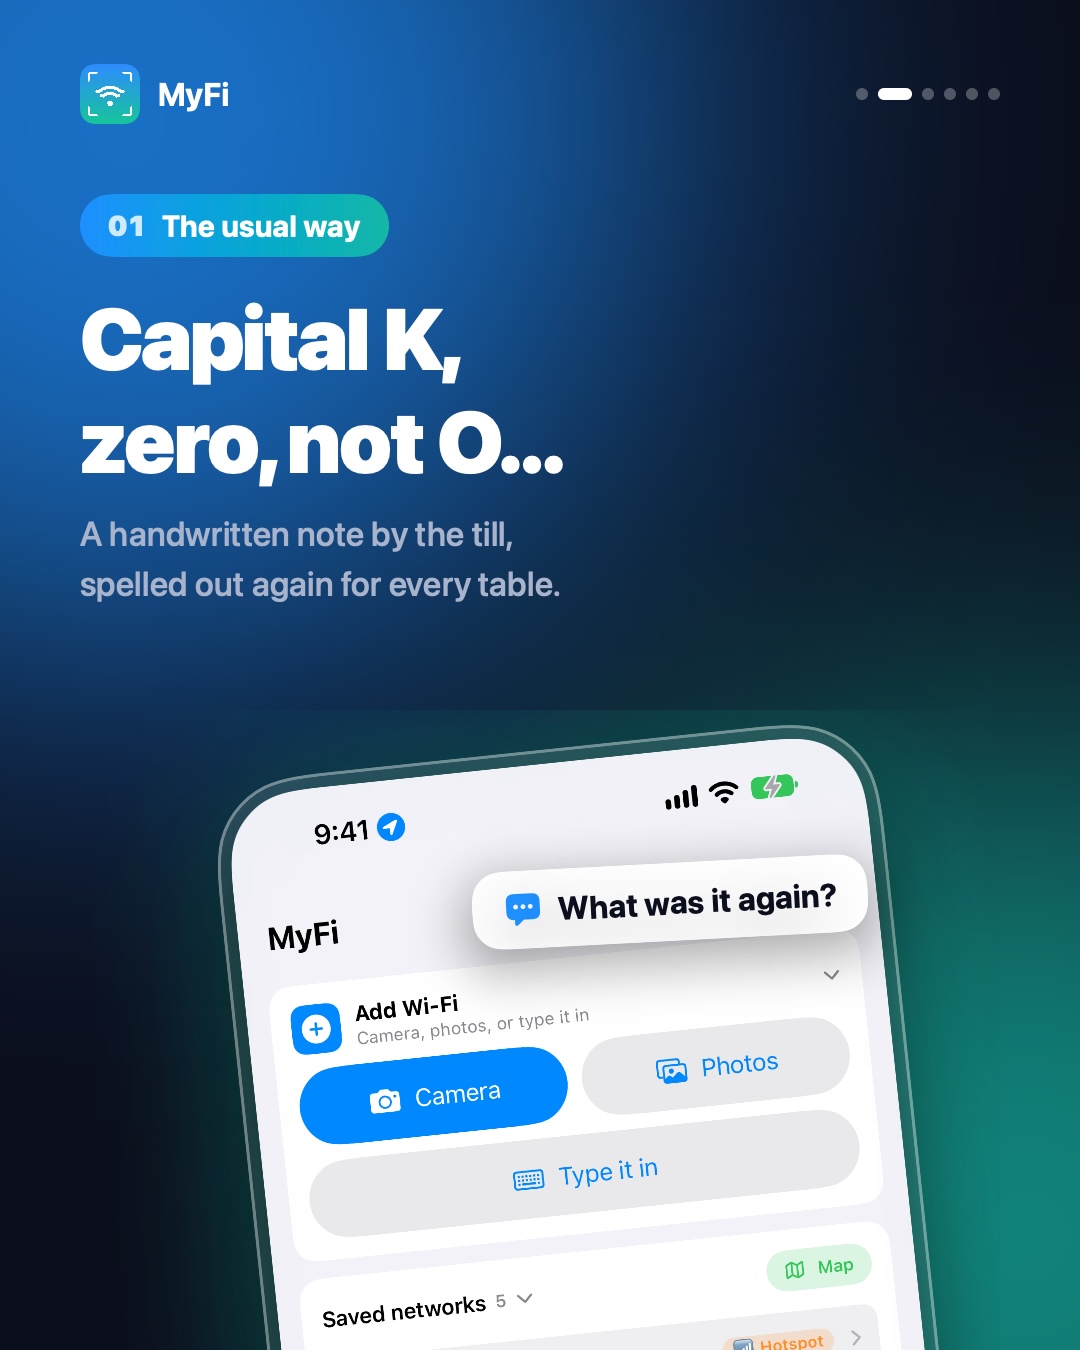 MyFi
01 The usual way
Capital K,
zero, not O...
A handwritten note by the till,
spelled out again for every table.
9:41
What was it again?
MyFi
Add Wi-Fi
Camera, photos, or type it in
Camera
Photos
Type it in
Map
Saved networks 5
Hotspot